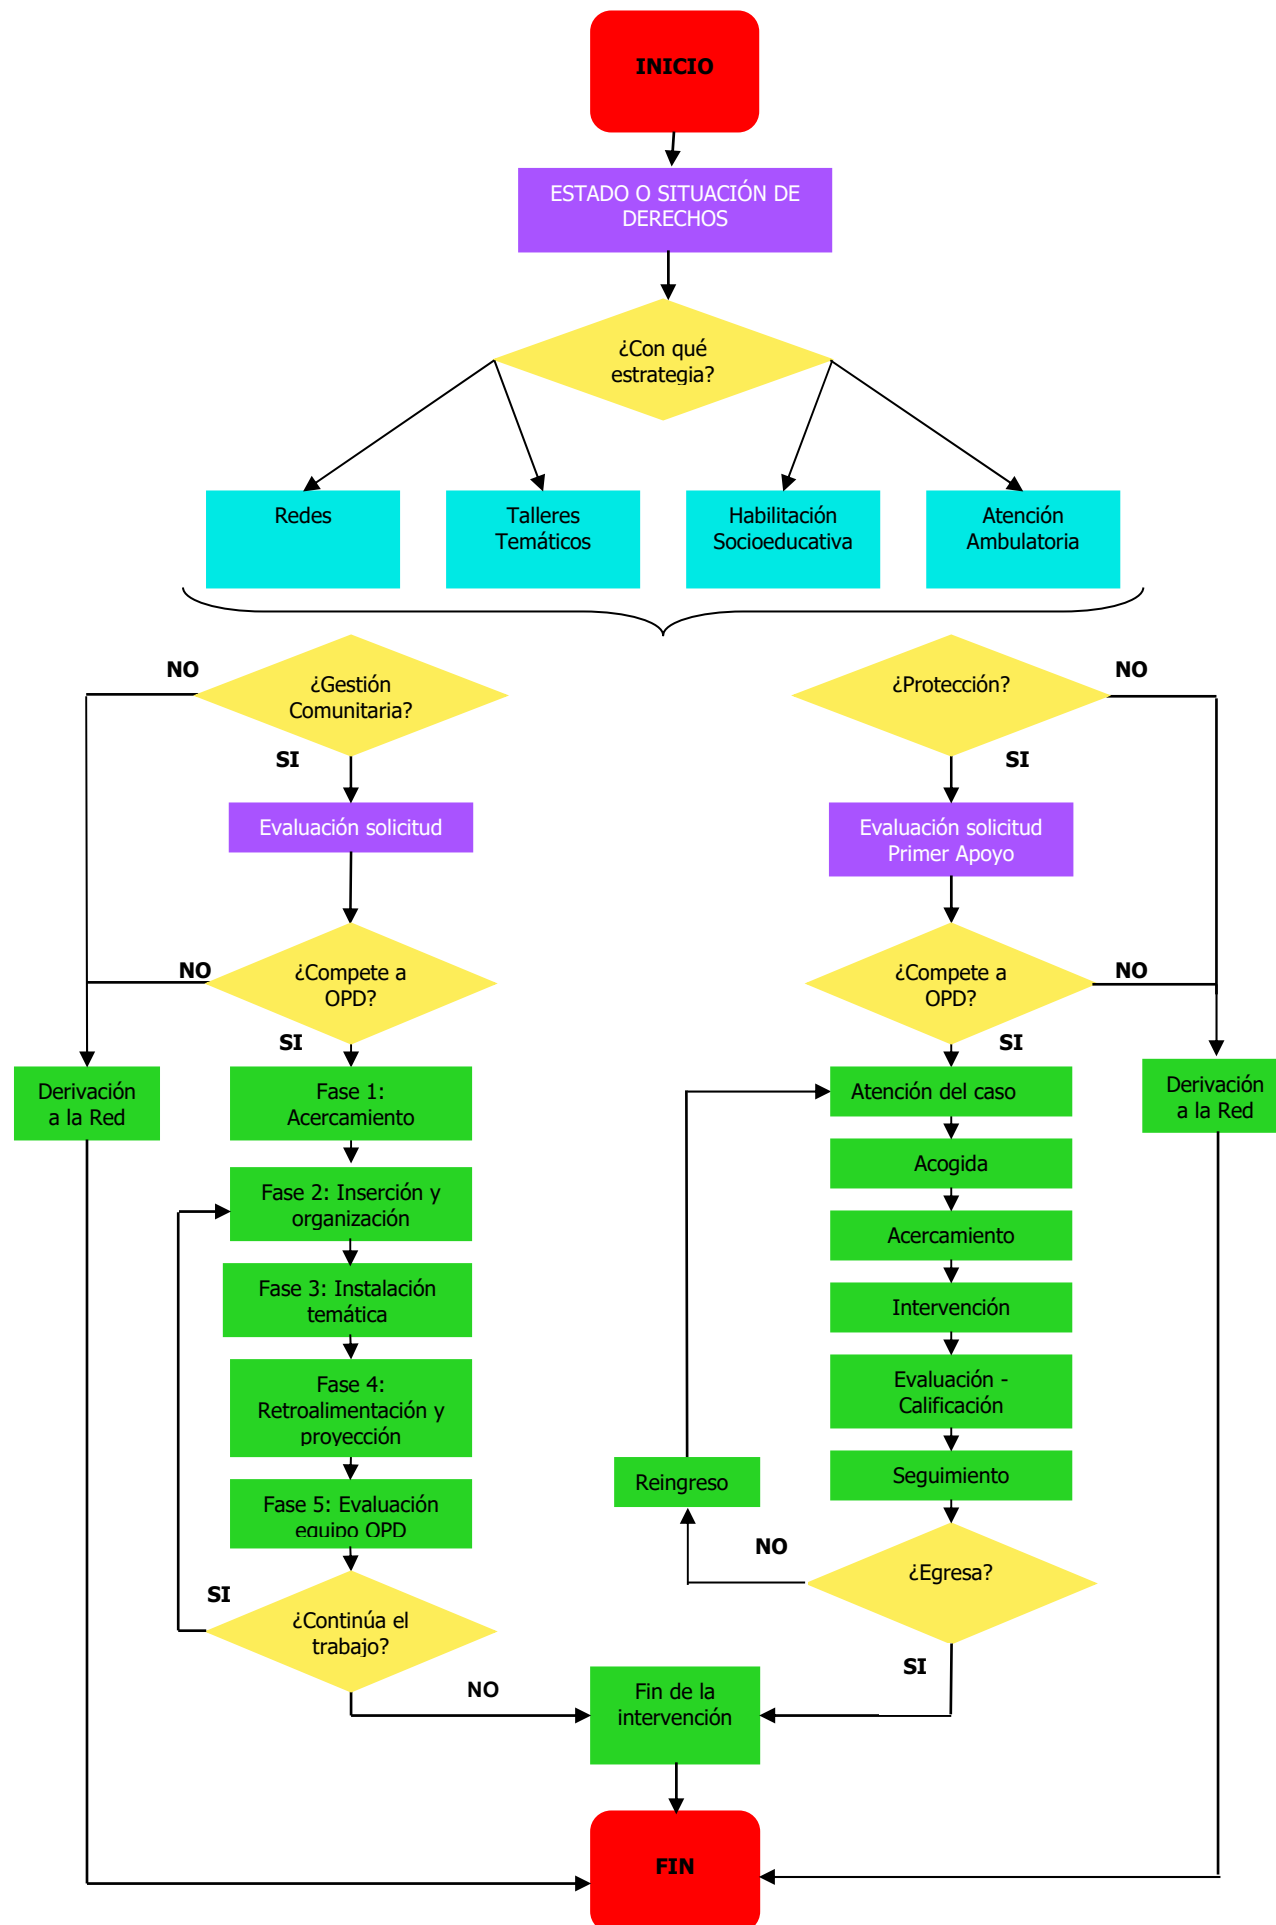 INICIO
ESTADO O SITUACIÓN DE
DERECHOS
¿Con qué
estrategia?
Redes
Talleres
Temáticos
Habilitación
Socioeducativa
Atención
Ambulatoria
NO
¿Gestión
Comunitaria?
SI
Evaluación solicitud
NO
¿Compete a
OPD?
SI
Derivación
a la Red
Fase 1:
Acercamiento
Fase 2: Inserción y
organización
Fase 3: Instalación
temática
Fase 4:
Retroalimentación y
proyección
Fase 5: Evaluación
equipo OPD
SI
¿Continúa el
trabajo?
NO
¿Protección?
NO
SI
Evaluación solicitud
Primer Apoyo
¿Compete a
OPD?
NO
SI
Derivación
a la Red
Atención del caso
Acogida
Acercamiento
Intervención
Evaluación -
Calificación
Seguimiento
Reingreso
NO
¿Egresa?
SI
Fin de la
intervención
FIN